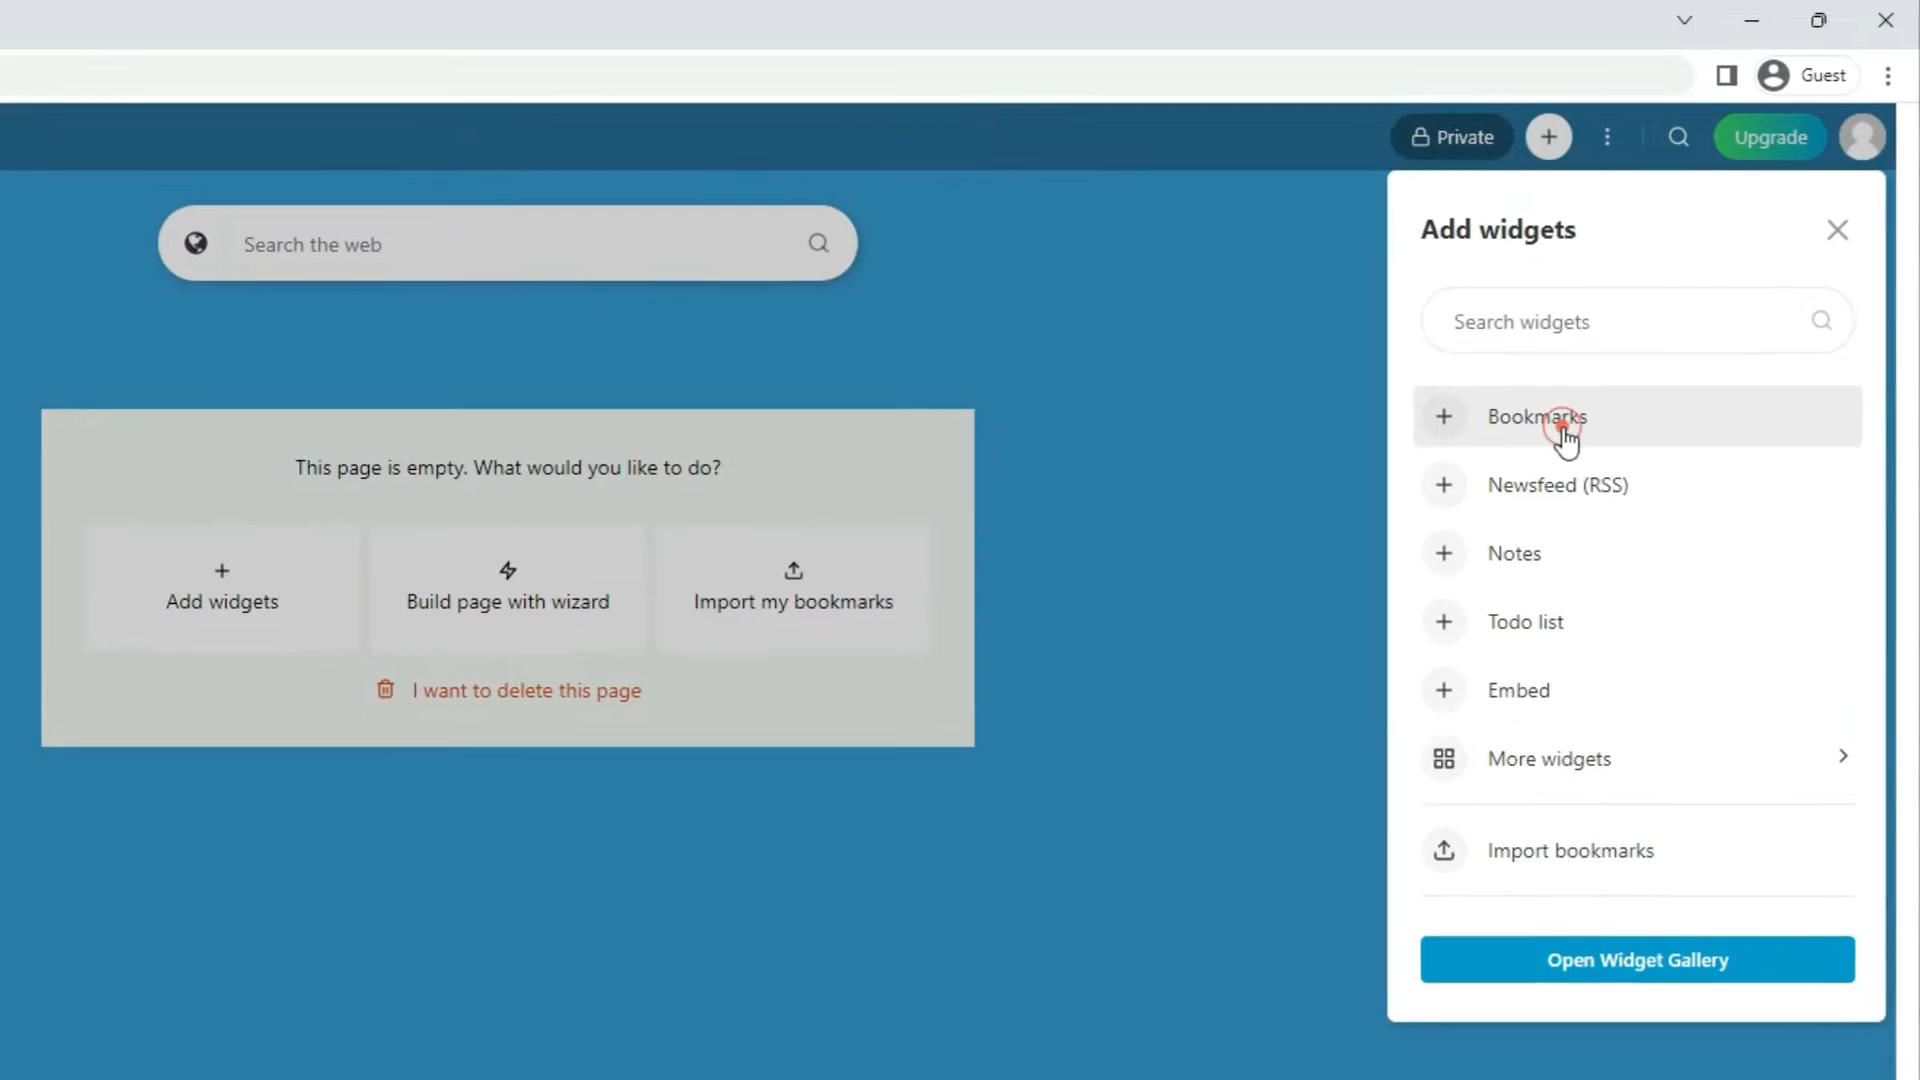 Guest
Private
Upgrade
Search the web
Add widgets
Search widgets
Bookmarks
Newsfeed (RSS)
Notes
Todo list
Embed
More widgets
Import bookmarks
Open Widget Gallery
This page is empty. What would you like to do?
Add widgets
Build page with wizard
Import my bookmarks
I want to delete this page